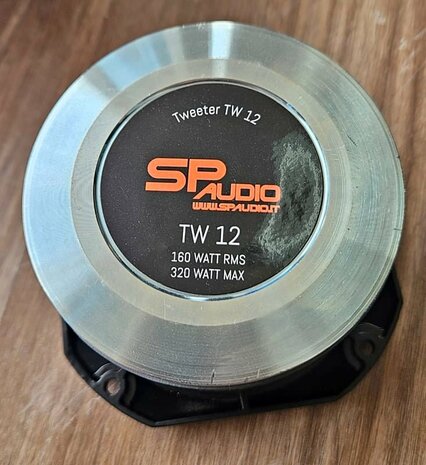 Tweeter TW 12
SP AUDIO
WWW.SPAUDIO.IT
TW 12
160 WATT RMS
320 WATT MAX